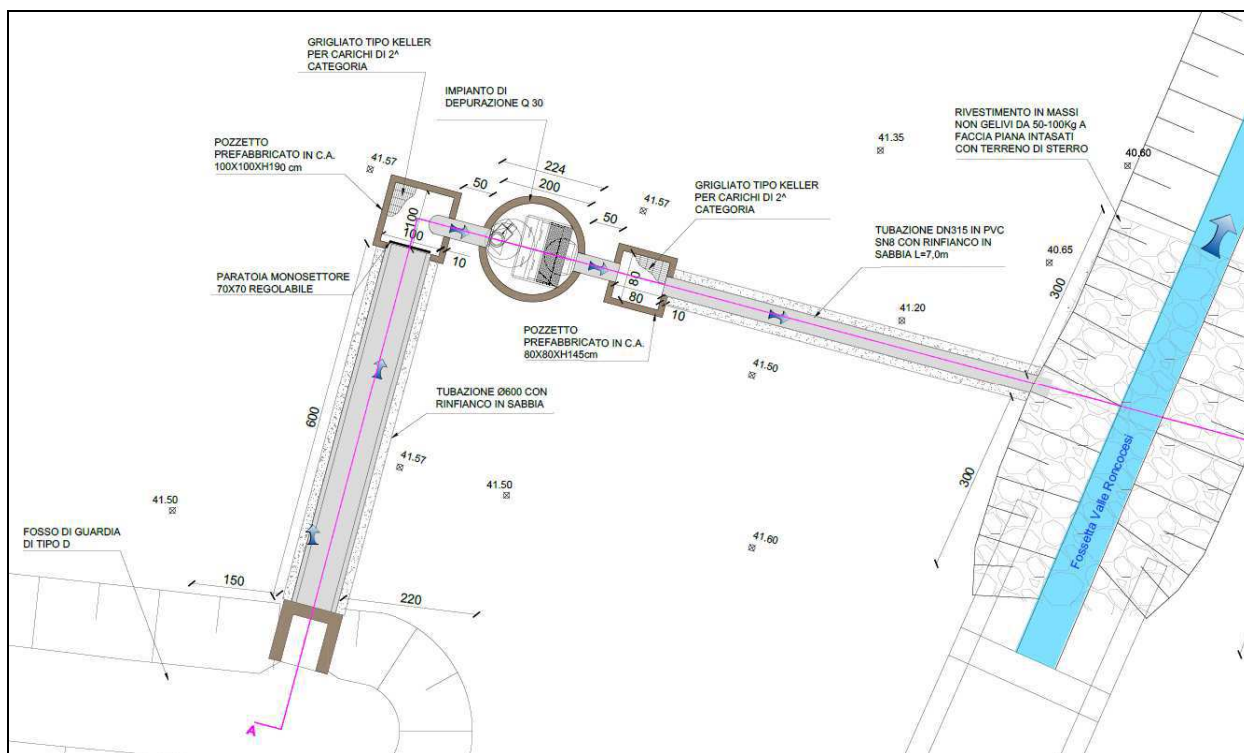 GRIGLIATO TIPO KELLER
PER CARICHI DI 2^
CATEGORIA
IMPIANTO DI
DEPURAZIONE Q 30
POZZETTO
PREFABBRICATO IN C.A.
100X100XH190 cm
41.57
50
224
200
50
41.57
GRIGLIATO TIPO KELLER
PER CARICHI DI 2^
CATEGORIA
41.35
RIVESTIMENTO IN MASSI
NON GELIVI DA 50-100Kg A
FACCIA PIANA INTASATI
CON TERRENO DI STERRO
40.60
100
100
10
TUBAZIONE DN315 IN PVC
SN8 CON RINFIANCO IN
SABBIA L=7,0m
40.65
300
PARATOIA MONOSETTORE
70X70 REGOLABILE
80
80
10
41.20
POZZETTO
PREFABBRICATO IN C.A.
80X80XH145cm
41.50
TUBAZIONE Ø600 CON
RINFIANCO IN SABBIA
600
41.57
41.50
41.50
300
Fossetta Valle Roncocesi
41.60
FOSSO DI GUARDIA
DI TIPO D
150
220
A